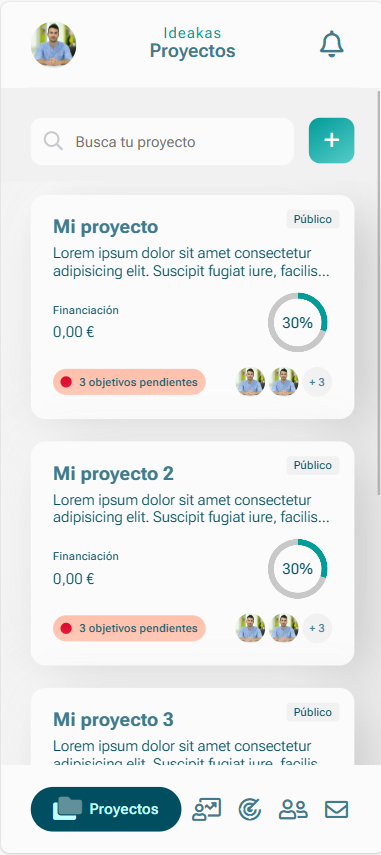 Ideakas
Proyectos
Busca tu proyecto
+
Mi proyecto
Público
Lorem ipsum dolor sit amet consectetur
adipisicing elit. Suscipit fugiat iure, facilis...
Financiación
0,00 €
30%
3 objetivos pendientes
+ 3
Mi proyecto 2
Público
Lorem ipsum dolor sit amet consectetur
adipisicing elit. Suscipit fugiat iure, facilis...
Financiación
0,00 €
30%
3 objetivos pendientes
+ 3
Mi proyecto 3
Público
Lorem ipsum dolor sit amet consectetur
adipisicing elit. Suscipit fugiat iure, facilis...
Proyectos